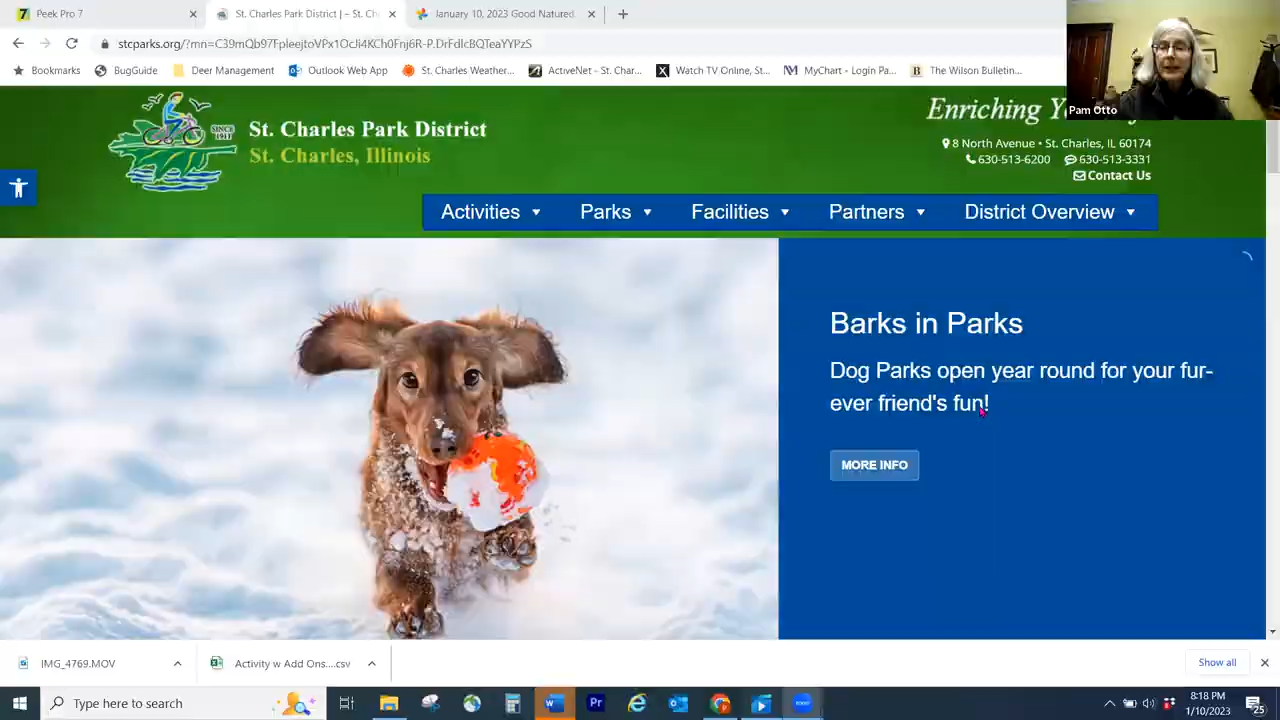 Peek Pro 7
St. Charles Park District | – St. Ch
January 10, 2023 Good Natured
Bookmarks
BugGuide
Deer Management
Outlook Web App
St. Charles Weather...
ActiveNet – St. Char...
Watch TV Online, St...
MyChart - Login Pa...
The Wilson Bulletin...
Pam Otto
SINCE
1911
St. Charles Park District
St. Charles, Illinois
Enriching
8 North Avenue • St. Charles, IL 60174
630-513-6200 630-513-3331
Contact Us
Activities Parks Facilities Partners District Overview
Barks in Parks
Dog Parks open year round for your fur-
ever friend's fun!
MORE INFO
IMG_4769.MOV
Activity w Add Ons....csv
Show all
Type here to search
8:18 PM
1/10/2023
25